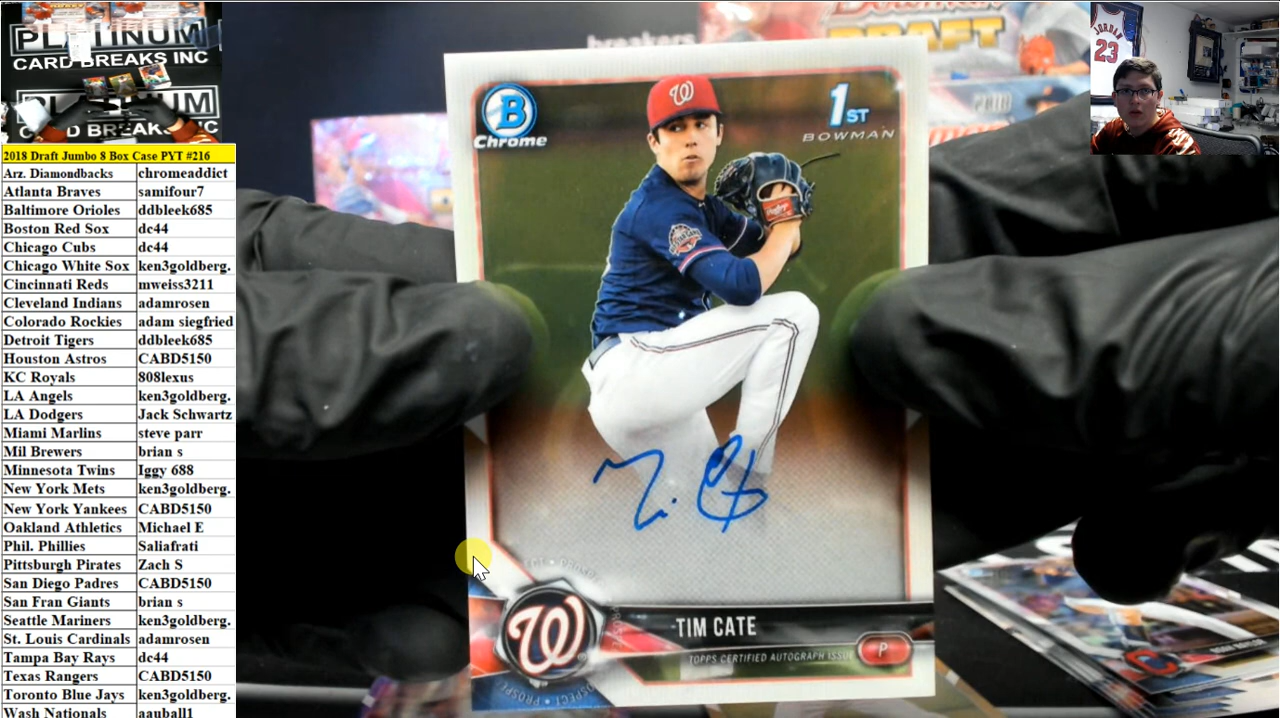 PLATINUM
CARD BREAKS INC
CARD BREAKS INC
2018 Draft Jumbo 8 Box Case PYT #216
Arz. Diamondbacks chromeaddict
Atlanta Braves samifour7
Baltimore Orioles ddbleek685
Boston Red Sox dc44
Chicago Cubs dc44
Chicago White Sox ken3goldberg.
Cincinnati Reds mweiss3211
Cleveland Indians adamrosen
Colorado Rockies adam siegfried
Detroit Tigers ddbleek685
Houston Astros CABD5150
KC Royals 808lexus
LA Angels ken3goldberg.
LA Dodgers Jack Schwartz
Miami Marlins steve parr
Mil Brewers brian s
Minnesota Twins Iggy 688
New York Mets ken3goldberg.
New York Yankees CABD5150
Oakland Athletics Michael E
Phil. Phillies Saliafrati
Pittsburgh Pirates Zach S
San Diego Padres CABD5150
San Fran Giants brian s
Seattle Mariners ken3goldberg.
St. Louis Cardinals adamrosen
Tampa Bay Rays dc44
Texas Rangers CABD5150
Toronto Blue Jays ken3goldberg.
Wash Nationals aauball1
breakers
Bowman
DRAFT
2018
JORDAN
23
B
Chrome
1ST
BOWMAN
W
W
TIM CATE
TOPPS CERTIFIED AUTOGRAPH ISSUE
P
PROSPECT